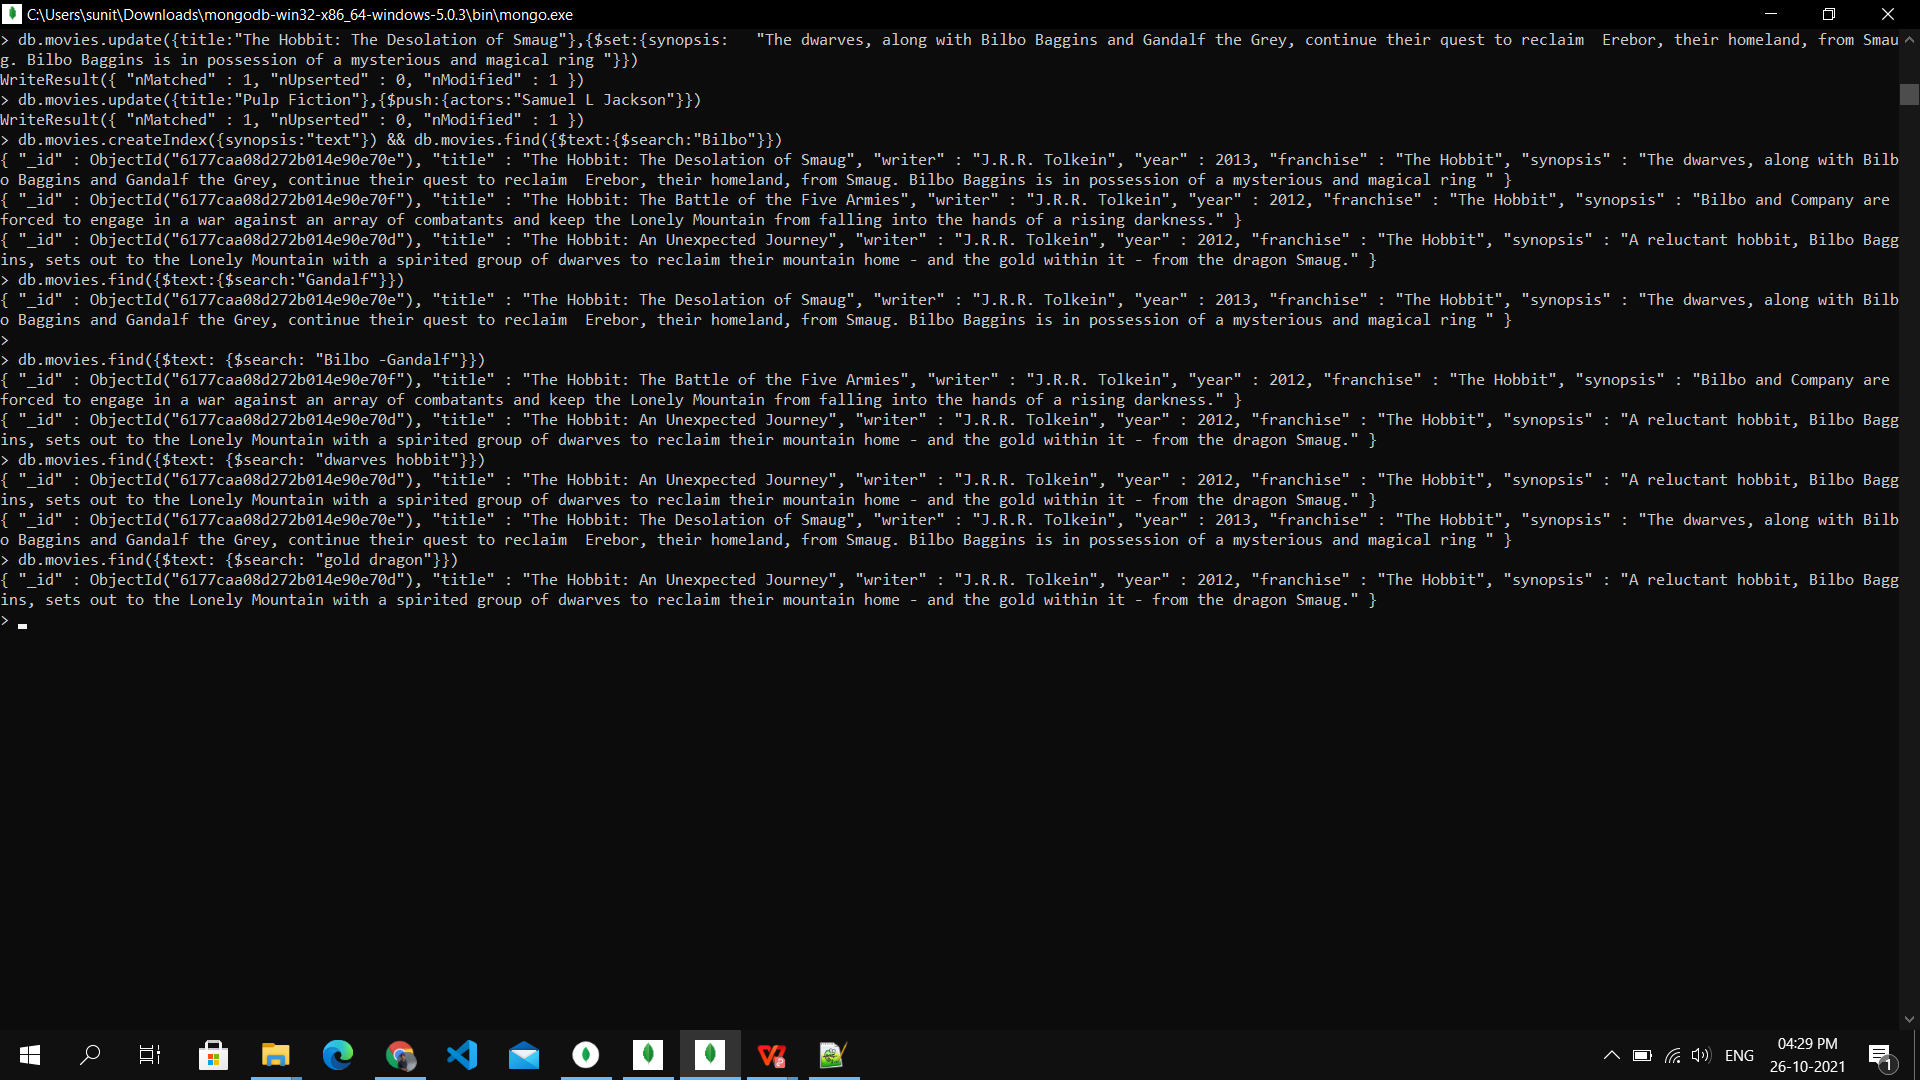 C:\Users\sunit\Downloads\mongodb-win32-x86_64-windows-5.0.3\bin\mongo.exe
> db.movies.update({title:"The Hobbit: The Desolation of Smaug"},{$set:{synopsis:   "The dwarves, along with Bilbo Baggins and Gandalf the Grey, continue their quest to reclaim  Erebor, their homeland, from Smau
g. Bilbo Baggins is in possession of a mysterious and magical ring "}})
WriteResult({ "nMatched" : 1, "nUpserted" : 0, "nModified" : 1 })
> db.movies.update({title:"Pulp Fiction"},{$push:{actors:"Samuel L Jackson"}})
WriteResult({ "nMatched" : 1, "nUpserted" : 0, "nModified" : 1 })
> db.movies.createIndex({synopsis:"text"}) && db.movies.find({$text:{$search:"Bilbo"}})
{ "_id" : ObjectId("6177caa08d272b014e90e70e"), "title" : "The Hobbit: The Desolation of Smaug", "writer" : "J.R.R. Tolkein", "year" : 2013, "franchise" : "The Hobbit", "synopsis" : "The dwarves, along with Bilb
o Baggins and Gandalf the Grey, continue their quest to reclaim  Erebor, their homeland, from Smaug. Bilbo Baggins is in possession of a mysterious and magical ring " }
{ "_id" : ObjectId("6177caa08d272b014e90e70f"), "title" : "The Hobbit: The Battle of the Five Armies", "writer" : "J.R.R. Tolkein", "year" : 2012, "franchise" : "The Hobbit", "synopsis" : "Bilbo and Company are
forced to engage in a war against an array of combatants and keep the Lonely Mountain from falling into the hands of a rising darkness." }
{ "_id" : ObjectId("6177caa08d272b014e90e70d"), "title" : "The Hobbit: An Unexpected Journey", "writer" : "J.R.R. Tolkein", "year" : 2012, "franchise" : "The Hobbit", "synopsis" : "A reluctant hobbit, Bilbo Bagg
ins, sets out to the Lonely Mountain with a spirited group of dwarves to reclaim their mountain home - and the gold within it - from the dragon Smaug." }
> db.movies.find({$text:{$search:"Gandalf"}})
{ "_id" : ObjectId("6177caa08d272b014e90e70e"), "title" : "The Hobbit: The Desolation of Smaug", "writer" : "J.R.R. Tolkein", "year" : 2013, "franchise" : "The Hobbit", "synopsis" : "The dwarves, along with Bilb
o Baggins and Gandalf the Grey, continue their quest to reclaim  Erebor, their homeland, from Smaug. Bilbo Baggins is in possession of a mysterious and magical ring " }
>
> db.movies.find({$text: {$search: "Bilbo -Gandalf"}})
{ "_id" : ObjectId("6177caa08d272b014e90e70f"), "title" : "The Hobbit: The Battle of the Five Armies", "writer" : "J.R.R. Tolkein", "year" : 2012, "franchise" : "The Hobbit", "synopsis" : "Bilbo and Company are
forced to engage in a war against an array of combatants and keep the Lonely Mountain from falling into the hands of a rising darkness." }
{ "_id" : ObjectId("6177caa08d272b014e90e70d"), "title" : "The Hobbit: An Unexpected Journey", "writer" : "J.R.R. Tolkein", "year" : 2012, "franchise" : "The Hobbit", "synopsis" : "A reluctant hobbit, Bilbo Bagg
ins, sets out to the Lonely Mountain with a spirited group of dwarves to reclaim their mountain home - and the gold within it - from the dragon Smaug." }
> db.movies.find({$text: {$search: "dwarves hobbit"}})
{ "_id" : ObjectId("6177caa08d272b014e90e70d"), "title" : "The Hobbit: An Unexpected Journey", "writer" : "J.R.R. Tolkein", "year" : 2012, "franchise" : "The Hobbit", "synopsis" : "A reluctant hobbit, Bilbo Bagg
ins, sets out to the Lonely Mountain with a spirited group of dwarves to reclaim their mountain home - and the gold within it - from the dragon Smaug." }
{ "_id" : ObjectId("6177caa08d272b014e90e70e"), "title" : "The Hobbit: The Desolation of Smaug", "writer" : "J.R.R. Tolkein", "year" : 2013, "franchise" : "The Hobbit", "synopsis" : "The dwarves, along with Bilb
o Baggins and Gandalf the Grey, continue their quest to reclaim  Erebor, their homeland, from Smaug. Bilbo Baggins is in possession of a mysterious and magical ring " }
> db.movies.find({$text: {$search: "gold dragon"}})
{ "_id" : ObjectId("6177caa08d272b014e90e70d"), "title" : "The Hobbit: An Unexpected Journey", "writer" : "J.R.R. Tolkein", "year" : 2012, "franchise" : "The Hobbit", "synopsis" : "A reluctant hobbit, Bilbo Bagg
ins, sets out to the Lonely Mountain with a spirited group of dwarves to reclaim their mountain home - and the gold within it - from the dragon Smaug." }
>
ENG
04:29 PM
26-10-2021
1